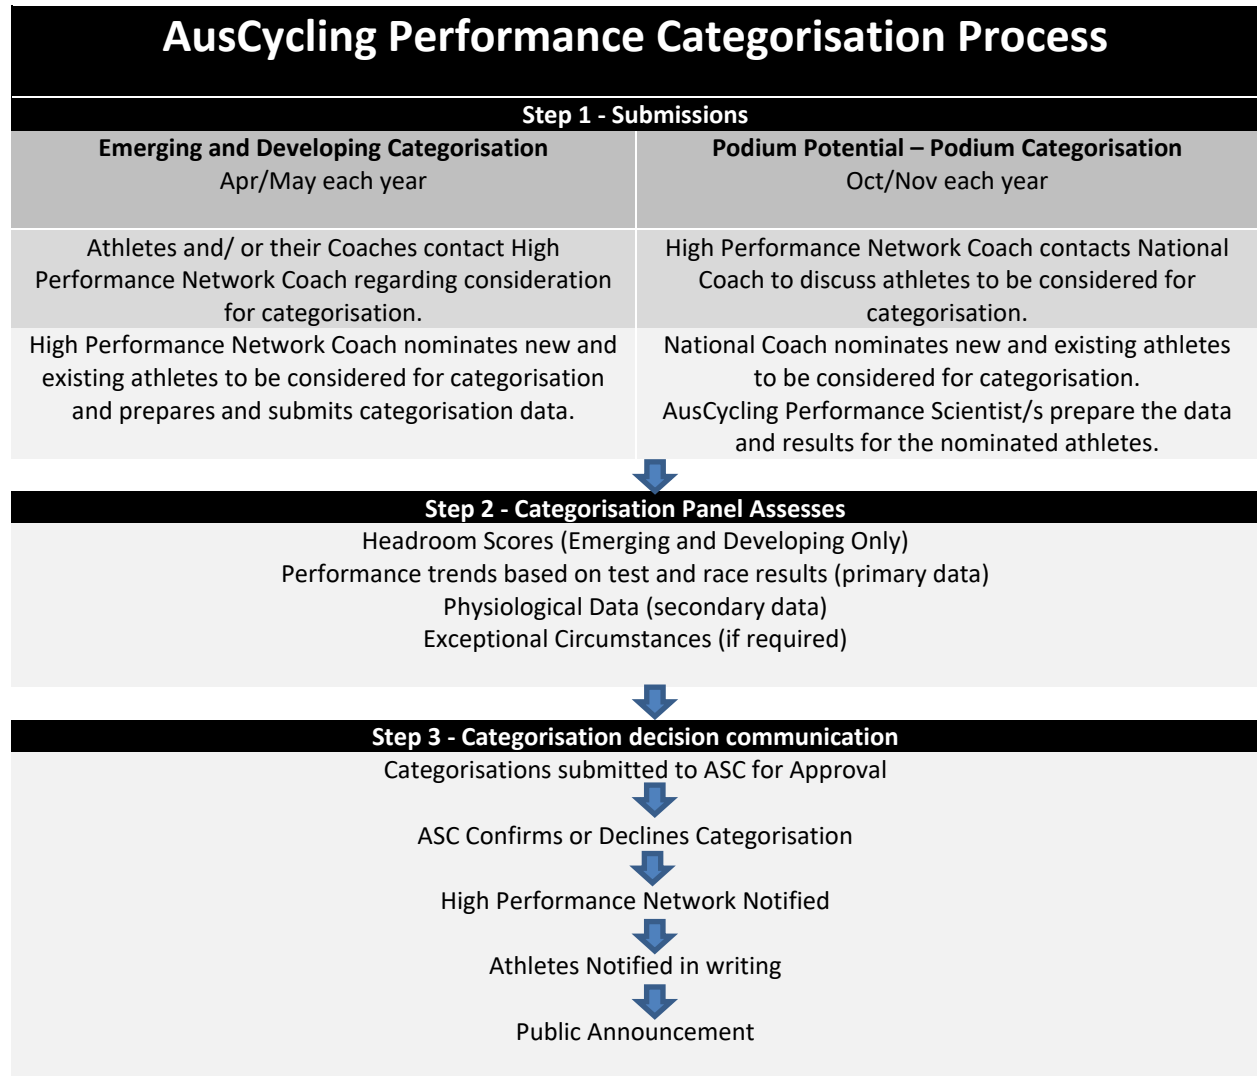 AusCycling Performance Categorisation Process
Step 1 - Submissions
Emerging and Developing Categorisation
Apr/May each year
Podium Potential – Podium Categorisation
Oct/Nov each year
Athletes and/ or their Coaches contact High
Performance Network Coach regarding consideration
for categorisation.
High Performance Network Coach contacts National
Coach to discuss athletes to be considered for
categorisation.
High Performance Network Coach nominates new and
existing athletes to be considered for categorisation
and prepares and submits categorisation data.
National Coach nominates new and existing athletes
to be considered for categorisation.
AusCycling Performance Scientist/s prepare the data
and results for the nominated athletes.
Step 2 - Categorisation Panel Assesses
Headroom Scores (Emerging and Developing Only)
Performance trends based on test and race results (primary data)
Physiological Data (secondary data)
Exceptional Circumstances (if required)
Step 3 - Categorisation decision communication
Categorisations submitted to ASC for Approval
ASC Confirms or Declines Categorisation
High Performance Network Notified
Athletes Notified in writing
Public Announcement